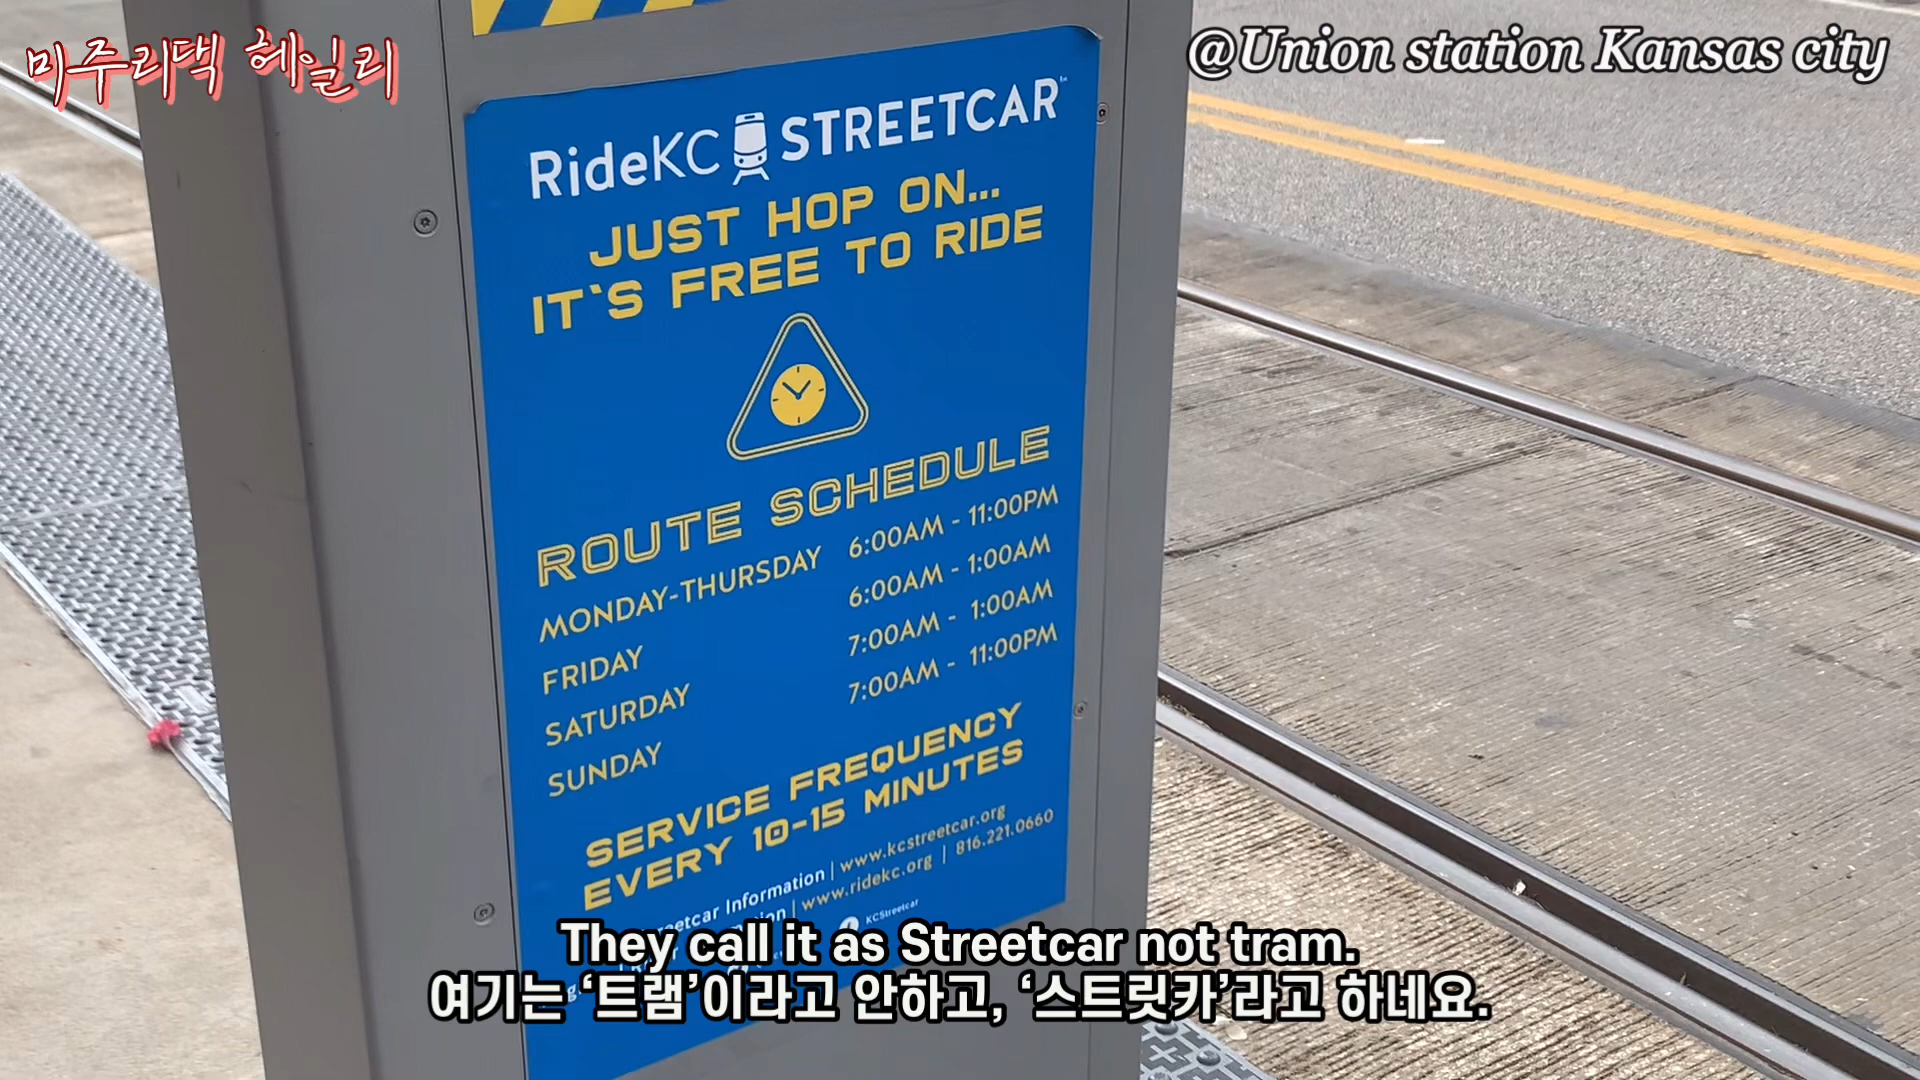 미주리댁 헤일리
@Union station Kansas city
RideKC STREETCAR
JUST HOP ON...
IT'S FREE TO RIDE
ROUTE SCHEDULE
MONDAY-THURSDAY 6:00AM - 11:00PM
FRIDAY 6:00AM - 1:00AM
SATURDAY 7:00AM - 1:00AM
SUNDAY 7:00AM - 11:00PM
SERVICE FREQUENCY
EVERY 10-15 MINUTES
Information | www.kcstreetcar.org
| www.ridekc.org | 816.221.0660
KCStreetcar
They call it as Streetcar not tram.
여기는 ‘트램’이라고 안하고, ‘스트릿카’라고 하네요.